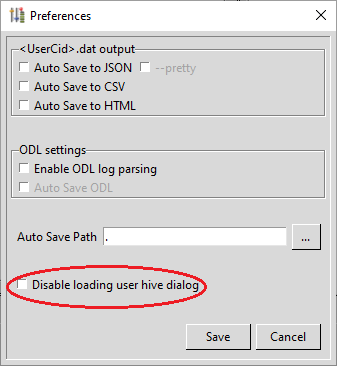 Preferences
<UserCid>.dat output
Auto Save to JSON --pretty
Auto Save to CSV
Auto Save to HTML
ODL settings
Enable ODL log parsing
Auto Save ODL
Auto Save Path .
...
Disable loading user hive dialog
Save Cancel